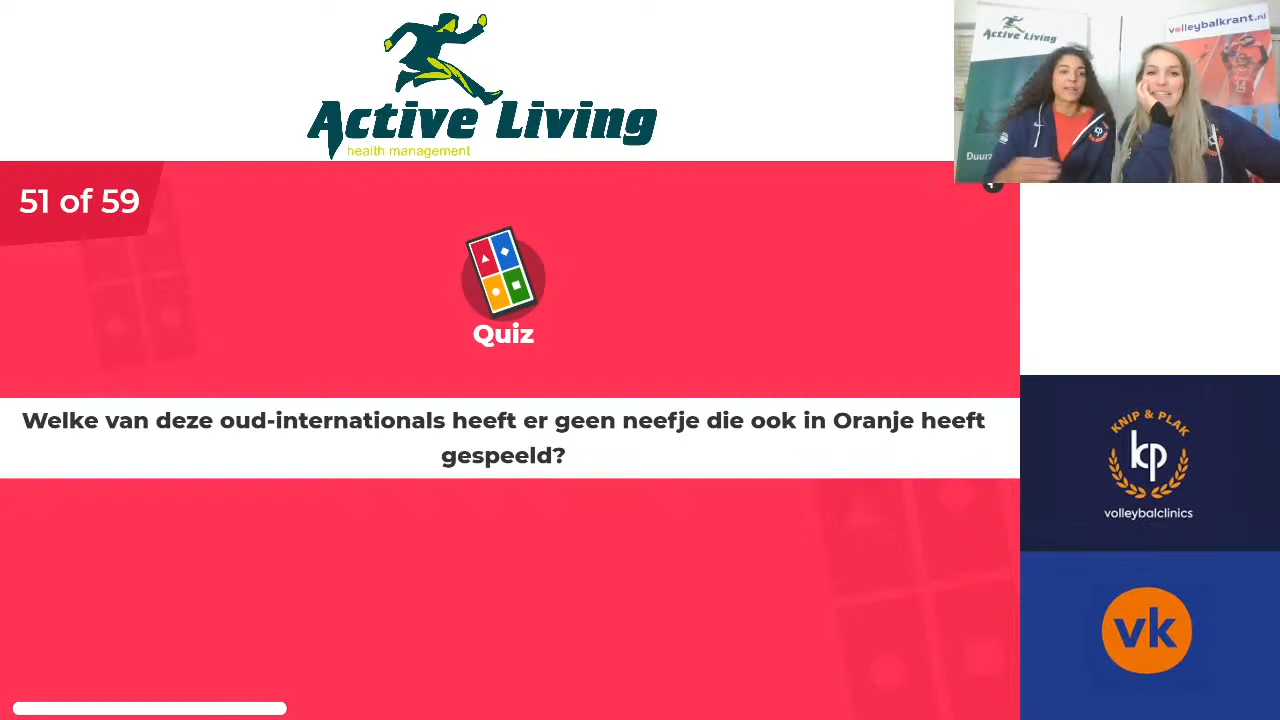 Active Living
health management
Active Living
Duurz
volleybalkrant.nl
51 of 59
Quiz
Welke van deze oud-internationals heeft er geen neefje die ook in Oranje heeft
gespeeld?
KNIP & PLAK
kp
volleybalclinics
vk